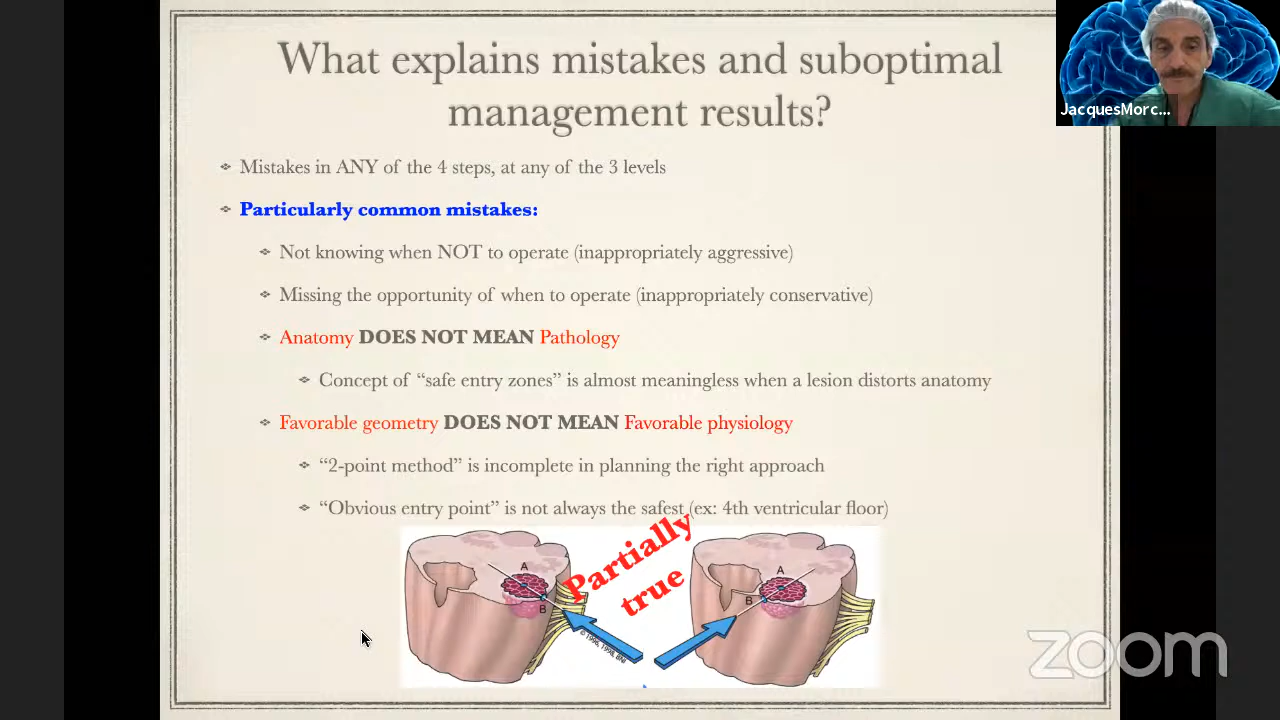 What explains mistakes and suboptimal
management results?
JacquesMorc...
Mistakes in ANY of the 4 steps, at any of the 3 levels
Particularly common mistakes:
Not knowing when NOT to operate (inappropriately aggressive)
Missing the opportunity of when to operate (inappropriately conservative)
Anatomy DOES NOT MEAN Pathology
Concept of “safe entry zones” is almost meaningless when a lesion distorts anatomy
Favorable geometry DOES NOT MEAN Favorable physiology
“2-point method” is incomplete in planning the right approach
“Obvious entry point” is not always the safest (ex: 4th ventricular floor)
Partially
true
A
B
A
B
© 1996, 1998, BNI
zoom